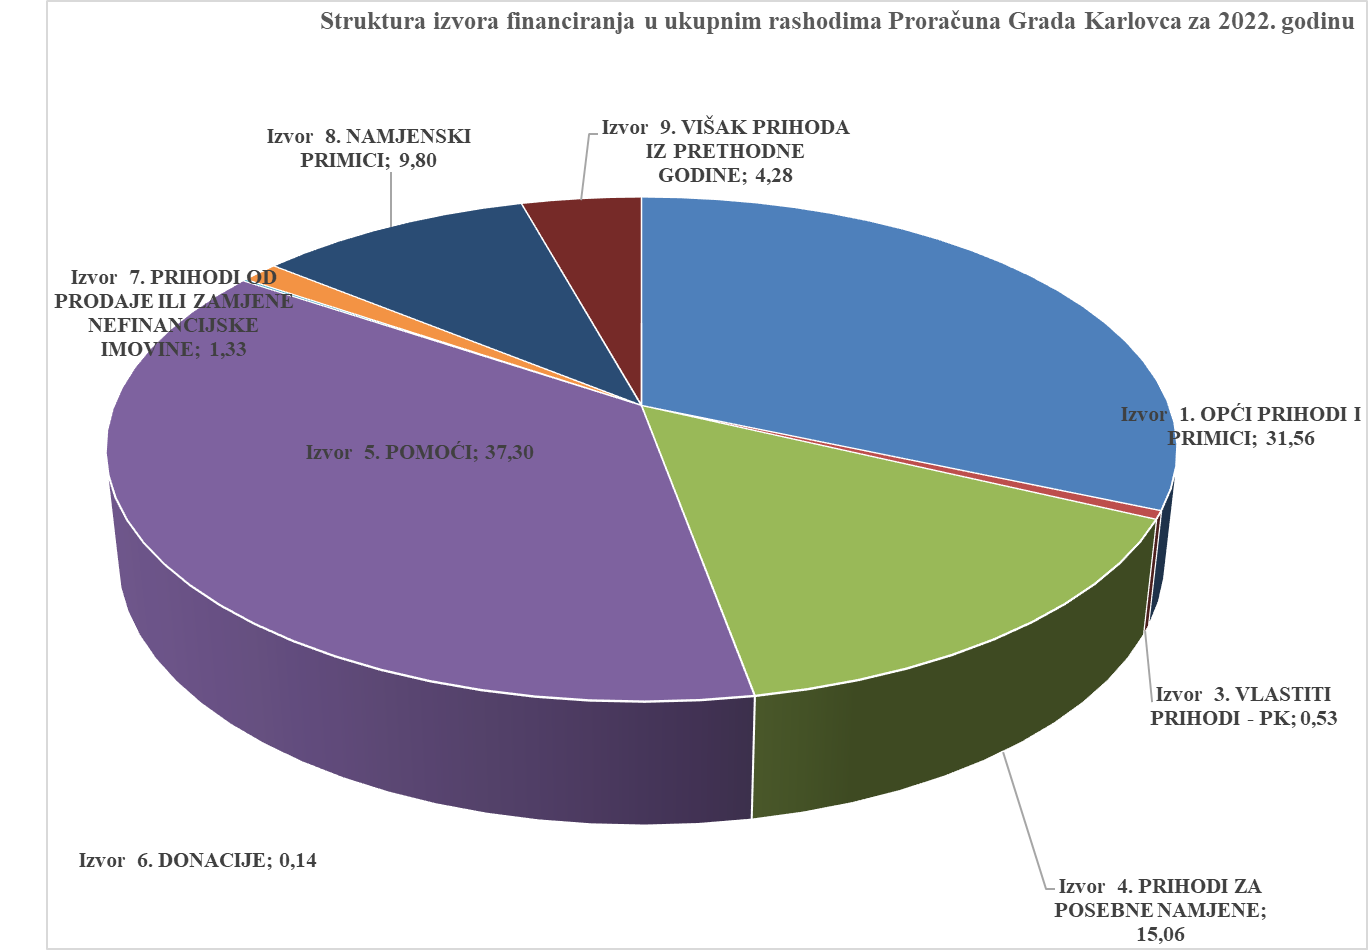 Struktura izvora financiranja u ukupnim rashodima Proračuna Grada Karlovca za 2022. godinu
Izvor 9. VIŠAK PRIHODA
IZ PRETHODNE
GODINE; 4,28
Izvor 8. NAMJENSKI
PRIMICI; 9,80
Izvor 7. PRIHODI OD
PRODAJE ILI ZAMJENE
NEFINANCIJSKE
IMOVINE; 1,33
Izvor 1. OPĆI PRIHODI I
PRIMICI; 31,56
Izvor 5. POMOĆI; 37,30
Izvor 3. VLASTITI
PRIHODI - PK; 0,53
Izvor 6. DONACIJE; 0,14
Izvor 4. PRIHODI ZA
POSEBNE NAMJENE;
15,06